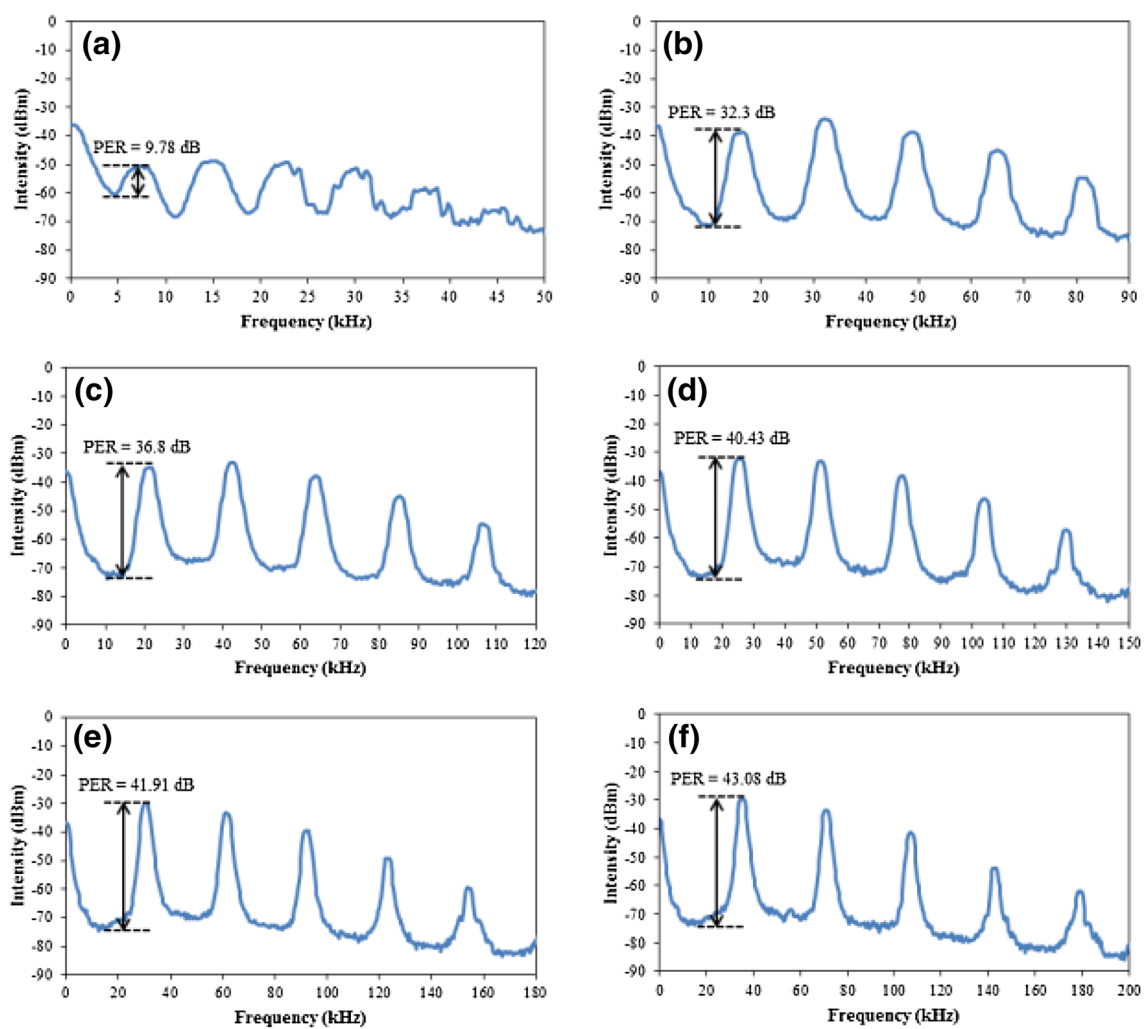 (a)
0
-10
-20
-30
-40
-50
-60
-70
-80
-90
Intensity (dBm)
PER = 9.78 dB
0 5 10 15 20 25 30 35 40 45 50
Frequency (kHz)
(b)
0
-10
-20
-30
-40
-50
-60
-70
-80
-90
Intensity (dBm)
PER = 32.3 dB
0 10 20 30 40 50 60 70 80 90
Frequency (kHz)
(c)
0
-10
-20
-30
-40
-50
-60
-70
-80
-90
Intensity (dBm)
PER = 36.8 dB
0 10 20 30 40 50 60 70 80 90 100 110 120
Frequency (kHz)
(d)
0
-10
-20
-30
-40
-50
-60
-70
-80
-90
Intensity (dBm)
PER = 40.43 dB
0 10 20 30 40 50 60 70 80 90 100 110 120 130 140 150
Frequency (kHz)
(e)
0
-10
-20
-30
-40
-50
-60
-70
-80
-90
Intensity (dBm)
PER = 41.91 dB
0 20 40 60 80 100 120 140 160 180
Frequency (kHz)
(f)
0
-10
-20
-30
-40
-50
-60
-70
-80
-90
Intensity (dBm)
PER = 43.08 dB
0 20 40 60 80 100 120 140 160 180 200
Frequency (kHz)